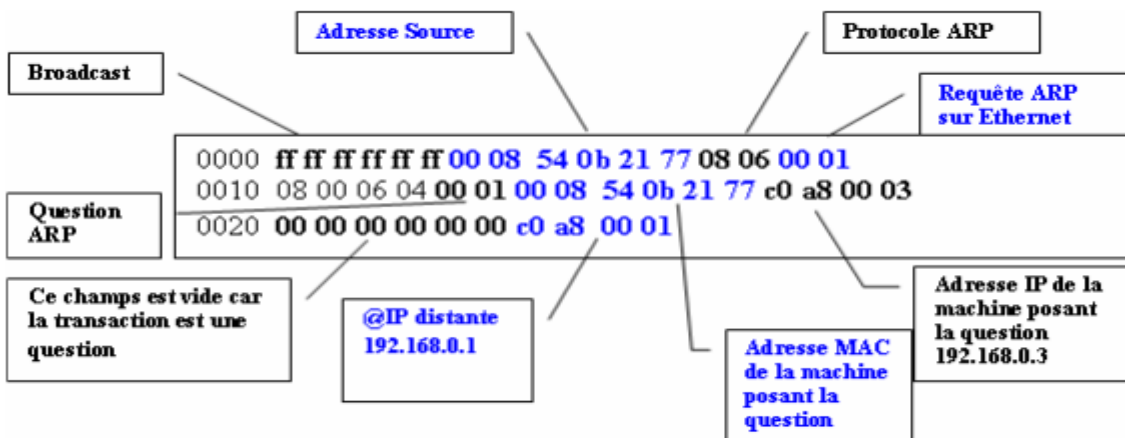 Adresse Source
Protocole ARP
Broadcast
Requête ARP
sur Ethernet
0000 ff ff ff ff ff ff 00 08 54 0b 21 77 08 06 00 01
0010 08 00 06 04 00 01 00 08 54 0b 21 77 c0 a8 00 03
0020 00 00 00 00 00 00 c0 a8 00 01
Question
ARP
Ce champs est vide car
la transaction est une
question
@IP distante
192.168.0.1
Adresse MAC
de la machine
posant la
question
Adresse IP de la
machine posant
la question
192.168.0.3